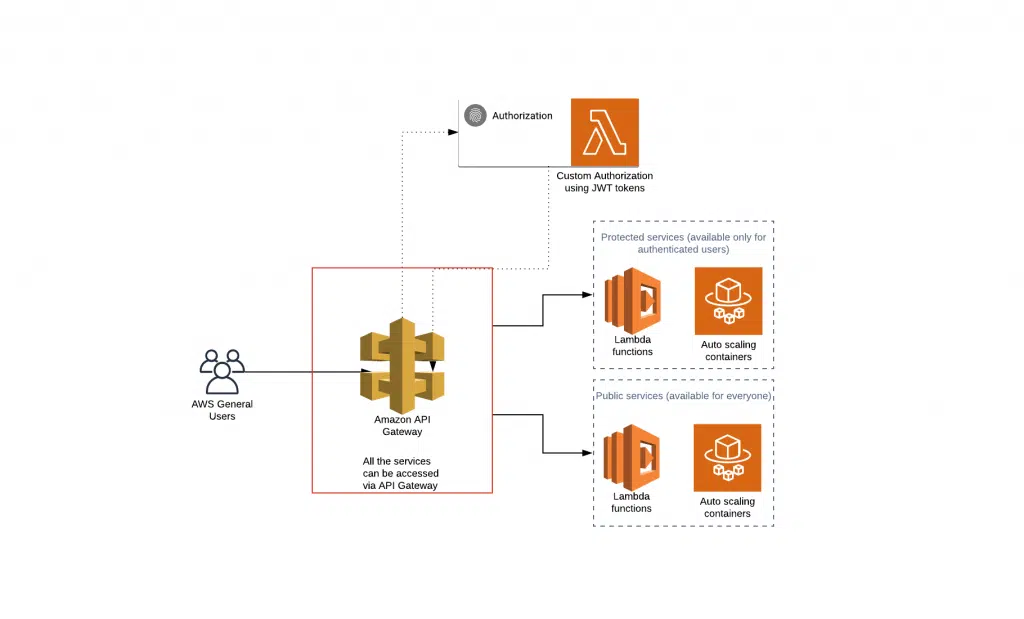 Authorization
Custom Authorization
using JWT tokens
Protected services (available only for
authenticated users)
Lambda
functions
Auto scaling
containers
AWS General
Users
Amazon API
Gateway
All the services
can be accessed
via API Gateway
Public services (available for everyone)
Lambda
functions
Auto scaling
containers